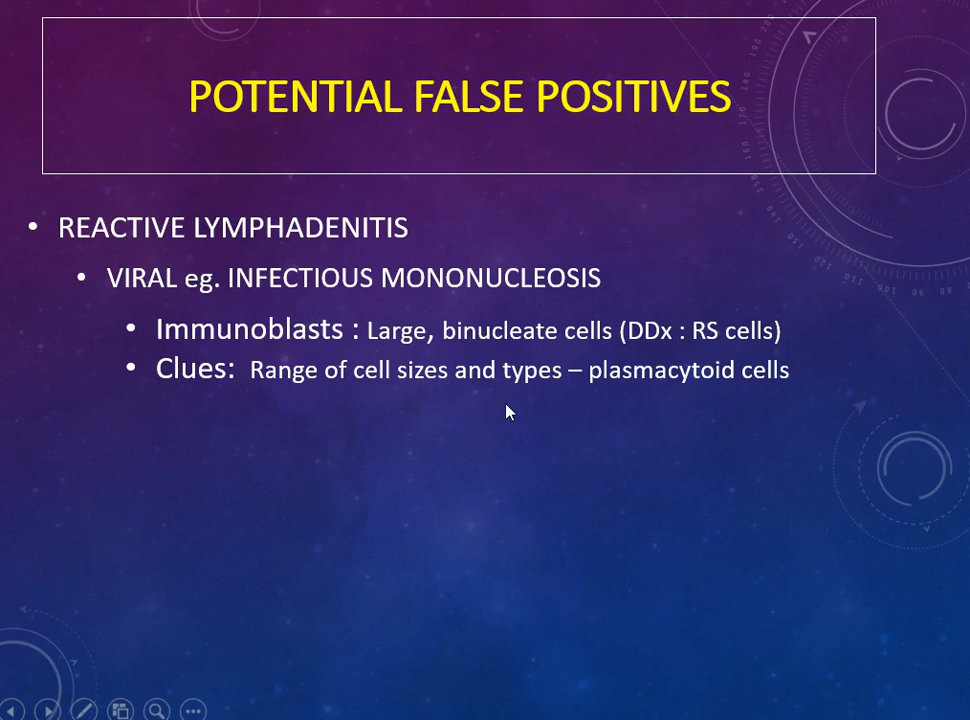 POTENTIAL FALSE POSITIVES
• REACTIVE LYMPHADENITIS
• VIRAL eg. INFECTIOUS MONONUCLEOSIS
• Immunoblasts : Large, binucleate cells (DDx : RS cells)
• Clues: Range of cell sizes and types – plasmacytoid cells